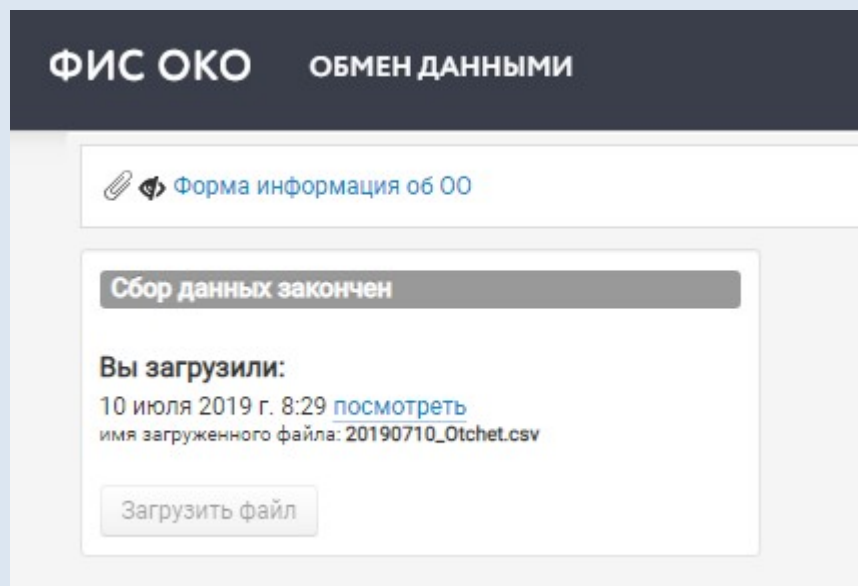 ФИС ОКО ОБМЕН ДАННЫМИ
Форма информация об ОО
Сбор данных закончен
Вы загрузили:
10 июля 2019 г. 8:29 посмотреть
имя загруженного файла: 20190710_Otchet.csv
Загрузить файл